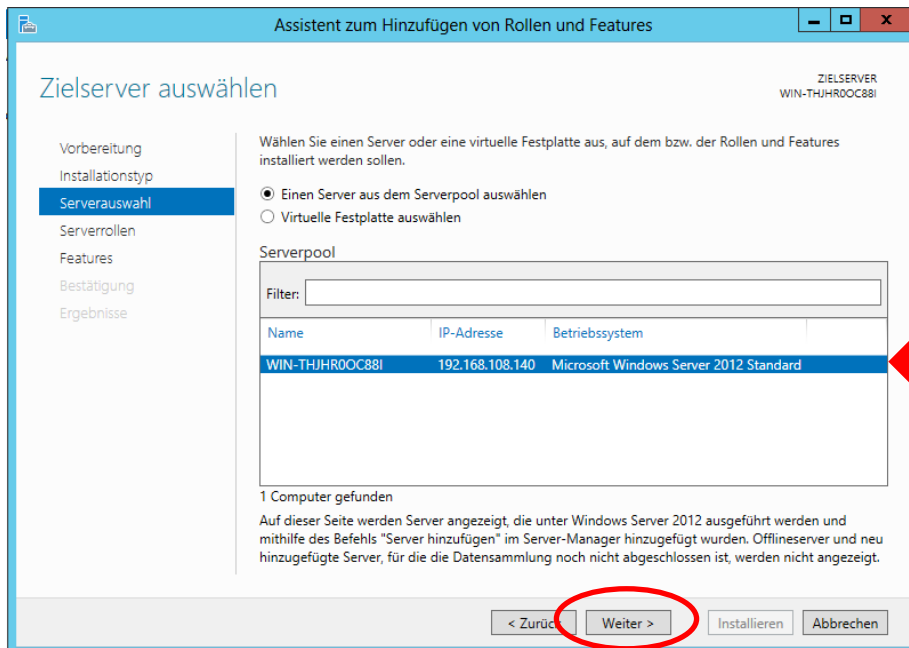 Assistent zum Hinzufügen von Rollen und Features
Zielserver auswählen
ZIELSERVER
WIN-THJHR0OC88I
Vorbereitung
Installationstyp
Serverauswahl
Serverrollen
Features
Bestätigung
Ergebnisse
Wählen Sie einen Server oder eine virtuelle Festplatte aus, auf dem bzw. der Rollen und Features
installiert werden sollen.
Einen Server aus dem Serverpool auswählen
Virtuelle Festplatte auswählen
Serverpool
Filter:
Name IP-Adresse Betriebssystem
WIN-THJHR0OC88I 192.168.108.140 Microsoft Windows Server 2012 Standard
1 Computer gefunden
Auf dieser Seite werden Server angezeigt, die unter Windows Server 2012 ausgeführt werden und
mithilfe des Befehls "Server hinzufügen" im Server-Manager hinzugefügt wurden. Offlineserver und neu
hinzugefügte Server, für die die Datensammlung noch nicht abgeschlossen ist, werden nicht angezeigt.
< Zurück Weiter > Installieren Abbrechen